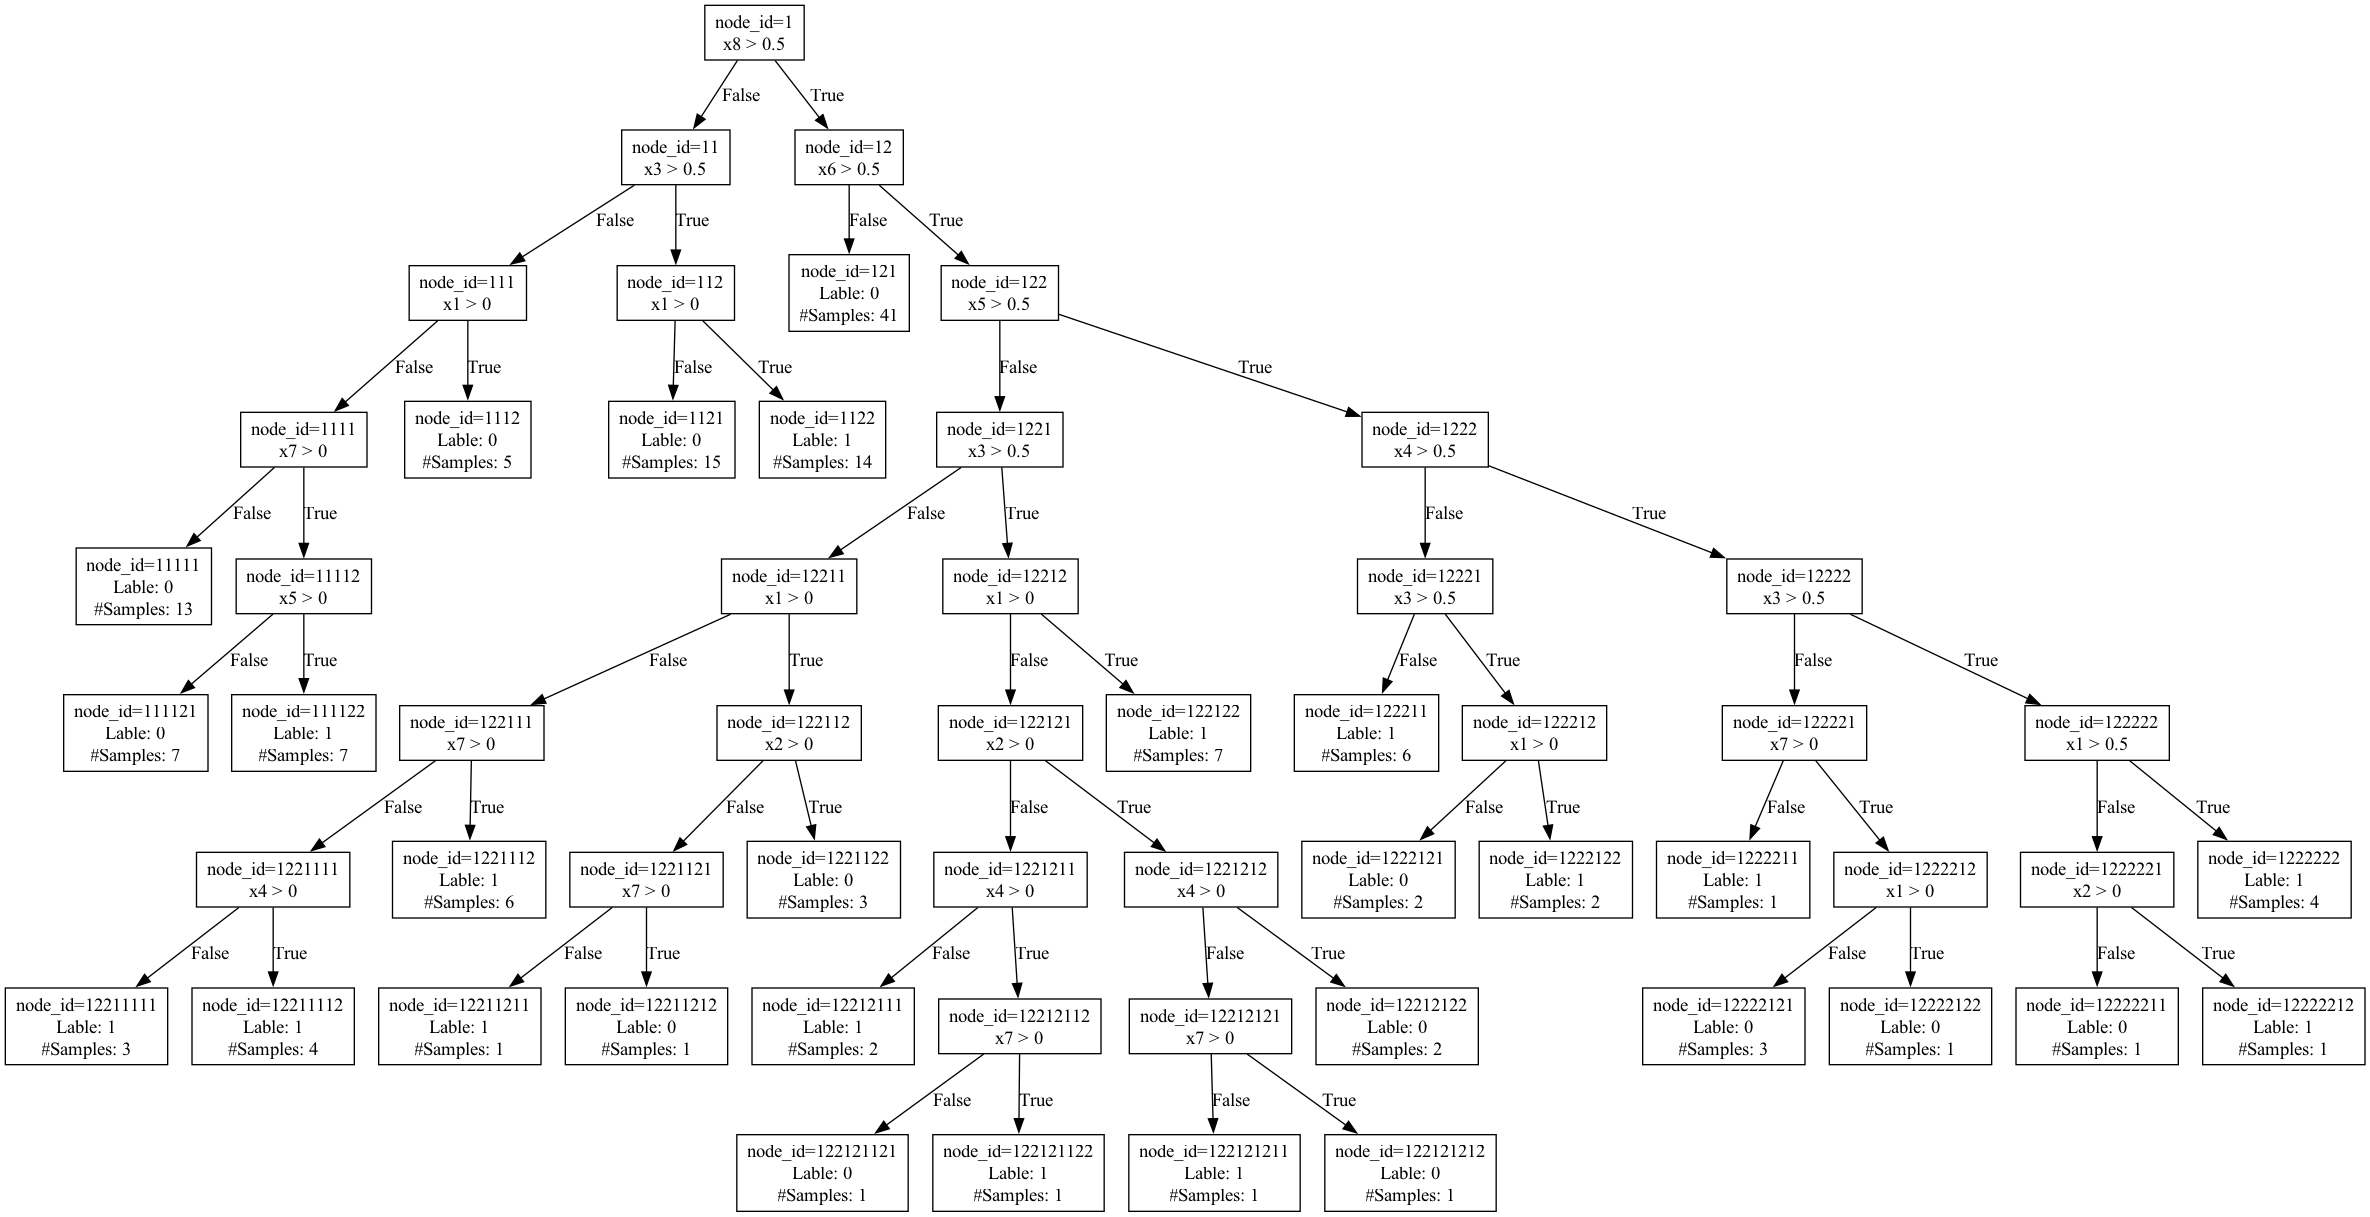 node_id=1
x8 > 0.5
False
True
node_id=11
x3 > 0.5
node_id=12
x6 > 0.5
False
True
False
True
node_id=111
x1 > 0
node_id=112
x1 > 0
node_id=121
Lable: 0
#Samples: 41
node_id=122
x5 > 0.5
False
True
False
True
False
True
node_id=1111
x7 > 0
node_id=1112
Lable: 0
#Samples: 5
node_id=1121
Lable: 0
#Samples: 15
node_id=1122
Lable: 1
#Samples: 14
node_id=1221
x3 > 0.5
node_id=1222
x4 > 0.5
False
True
False
True
False
True
node_id=11111
Lable: 0
#Samples: 13
node_id=11112
x5 > 0
node_id=12211
x1 > 0
node_id=12212
x1 > 0
node_id=12221
x3 > 0.5
node_id=12222
x3 > 0.5
False
True
False
True
False
True
False
True
False
True
node_id=111121
Lable: 0
#Samples: 7
node_id=111122
Lable: 1
#Samples: 7
node_id=122111
x7 > 0
node_id=122112
x2 > 0
node_id=122121
x2 > 0
node_id=122122
Lable: 1
#Samples: 7
node_id=122211
Lable: 1
#Samples: 6
node_id=122212
x1 > 0
node_id=122221
x7 > 0
node_id=122222
x1 > 0.5
False
True
False
True
False
True
False
True
False
True
False
True
node_id=1221111
x4 > 0
node_id=1221112
Lable: 1
#Samples: 6
node_id=1221121
x7 > 0
node_id=1221122
Lable: 0
#Samples: 3
node_id=1221211
x4 > 0
node_id=1221212
x4 > 0
node_id=1222121
Lable: 0
#Samples: 2
node_id=1222122
Lable: 1
#Samples: 2
node_id=1222211
Lable: 1
#Samples: 1
node_id=1222212
x1 > 0
node_id=1222221
x2 > 0
node_id=1222222
Lable: 1
#Samples: 4
False
True
False
True
False
True
False
True
False
True
False
True
node_id=12211111
Lable: 1
#Samples: 3
node_id=12211112
Lable: 1
#Samples: 4
node_id=12211211
Lable: 1
#Samples: 1
node_id=12211212
Lable: 0
#Samples: 1
node_id=12212111
Lable: 1
#Samples: 2
node_id=12212112
x7 > 0
node_id=12212121
x7 > 0
node_id=12212122
Lable: 0
#Samples: 2
node_id=12222121
Lable: 0
#Samples: 3
node_id=12222122
Lable: 0
#Samples: 1
node_id=12222211
Lable: 0
#Samples: 1
node_id=12222212
Lable: 1
#Samples: 1
False
True
False
True
node_id=122121121
Lable: 0
#Samples: 1
node_id=122121122
Lable: 1
#Samples: 1
node_id=122121211
Lable: 1
#Samples: 1
node_id=122121212
Lable: 0
#Samples: 1